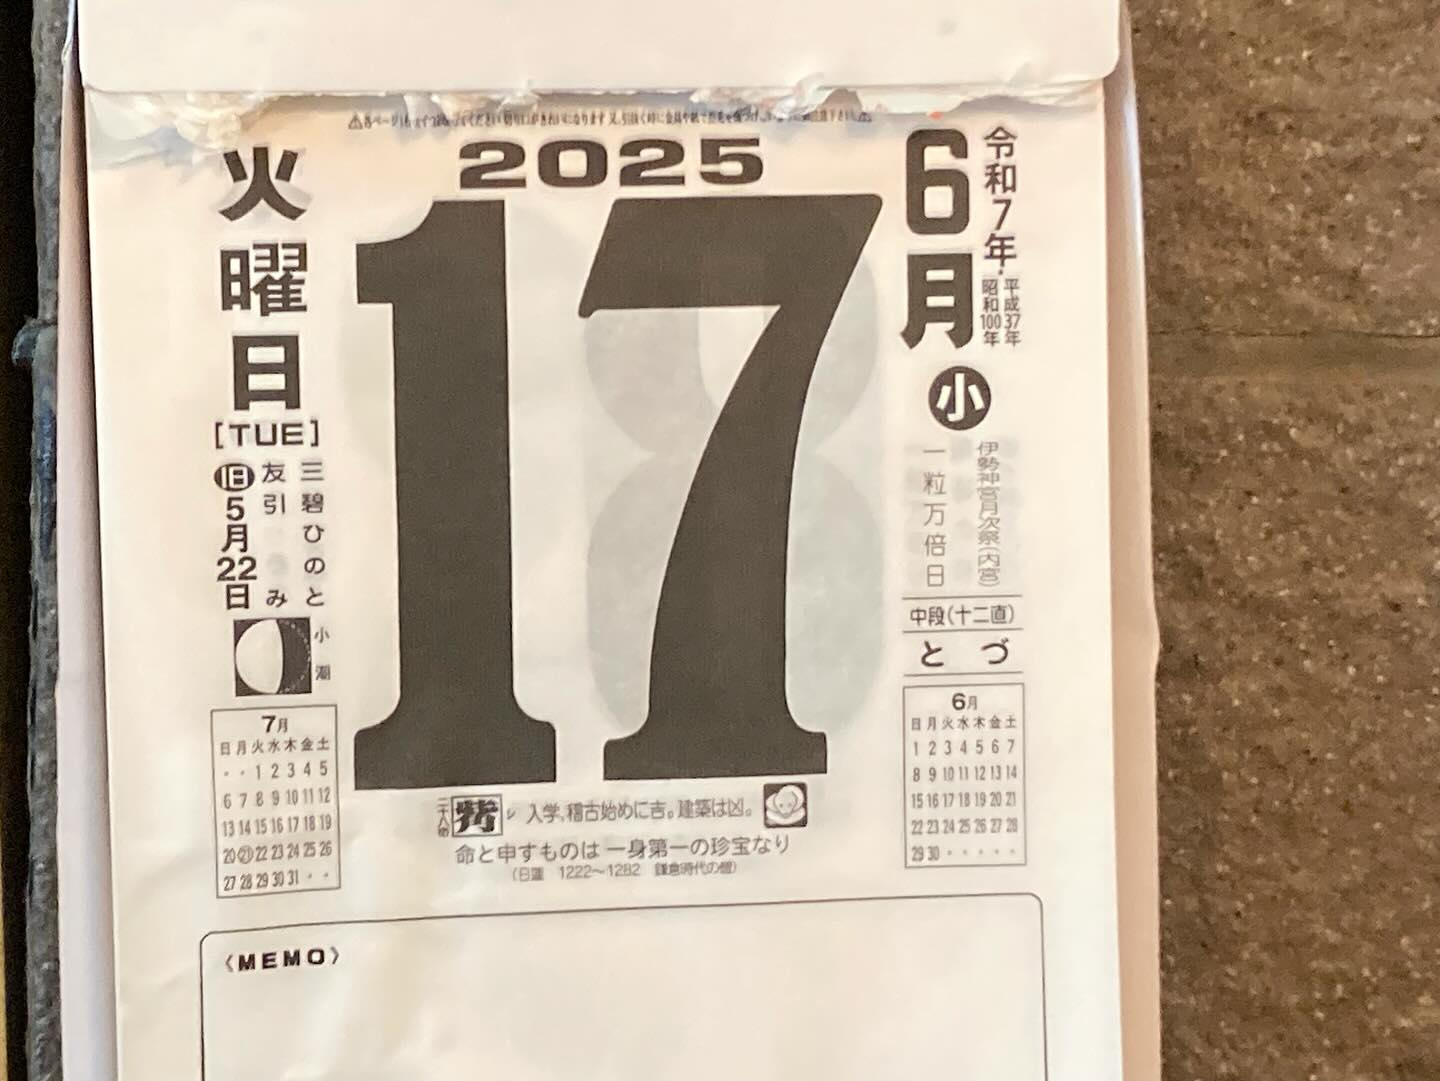 2025
6月
令和7年・平成37年
昭和100年
小
伊勢神宮月次祭(内宮)
一粒万倍日
中段(十二直)
とづ
6月
日月火水木金土
1 2 3 4 5 6 7
8 9 10 11 12 13 14
15 16 17 18 19 20 21
22 23 24 25 26 27 28
29 30 ・ ・ ・ ・ ・
17
火曜日
[TUE]
三碧ひのとみ
友引
旧5月22日
小潮
7月
日月火水木金土
・ ・ 1 2 3 4 5
6 7 8 9 10 11 12
13 14 15 16 17 18 19
20 21 22 23 24 25 26
27 28 29 30 31 ・ ・
二十八宿
觜 シ 入学、稽古始めに吉。建築は凶。
命と申すものは 一身第一の珍宝なり
(日蓮 1222〜1282 鎌倉時代の僧)
〈MEMO〉